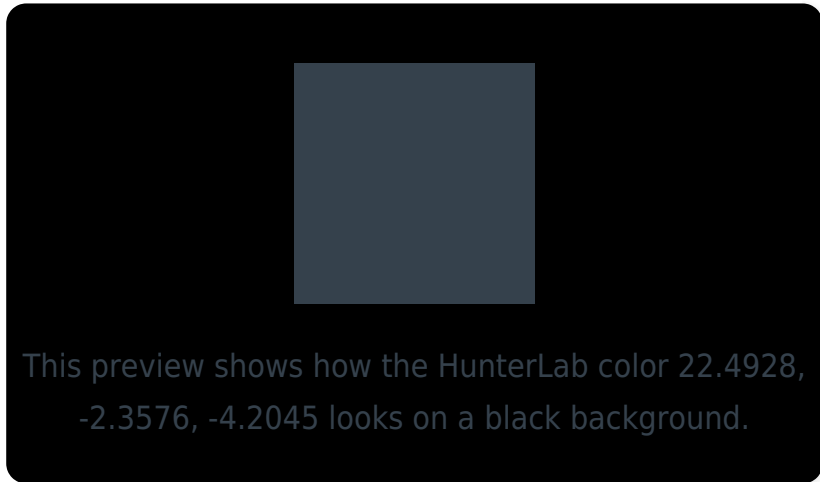 This preview shows how the HunterLab color 22.4928,
-2.3576, -4.2045 looks on a black background.